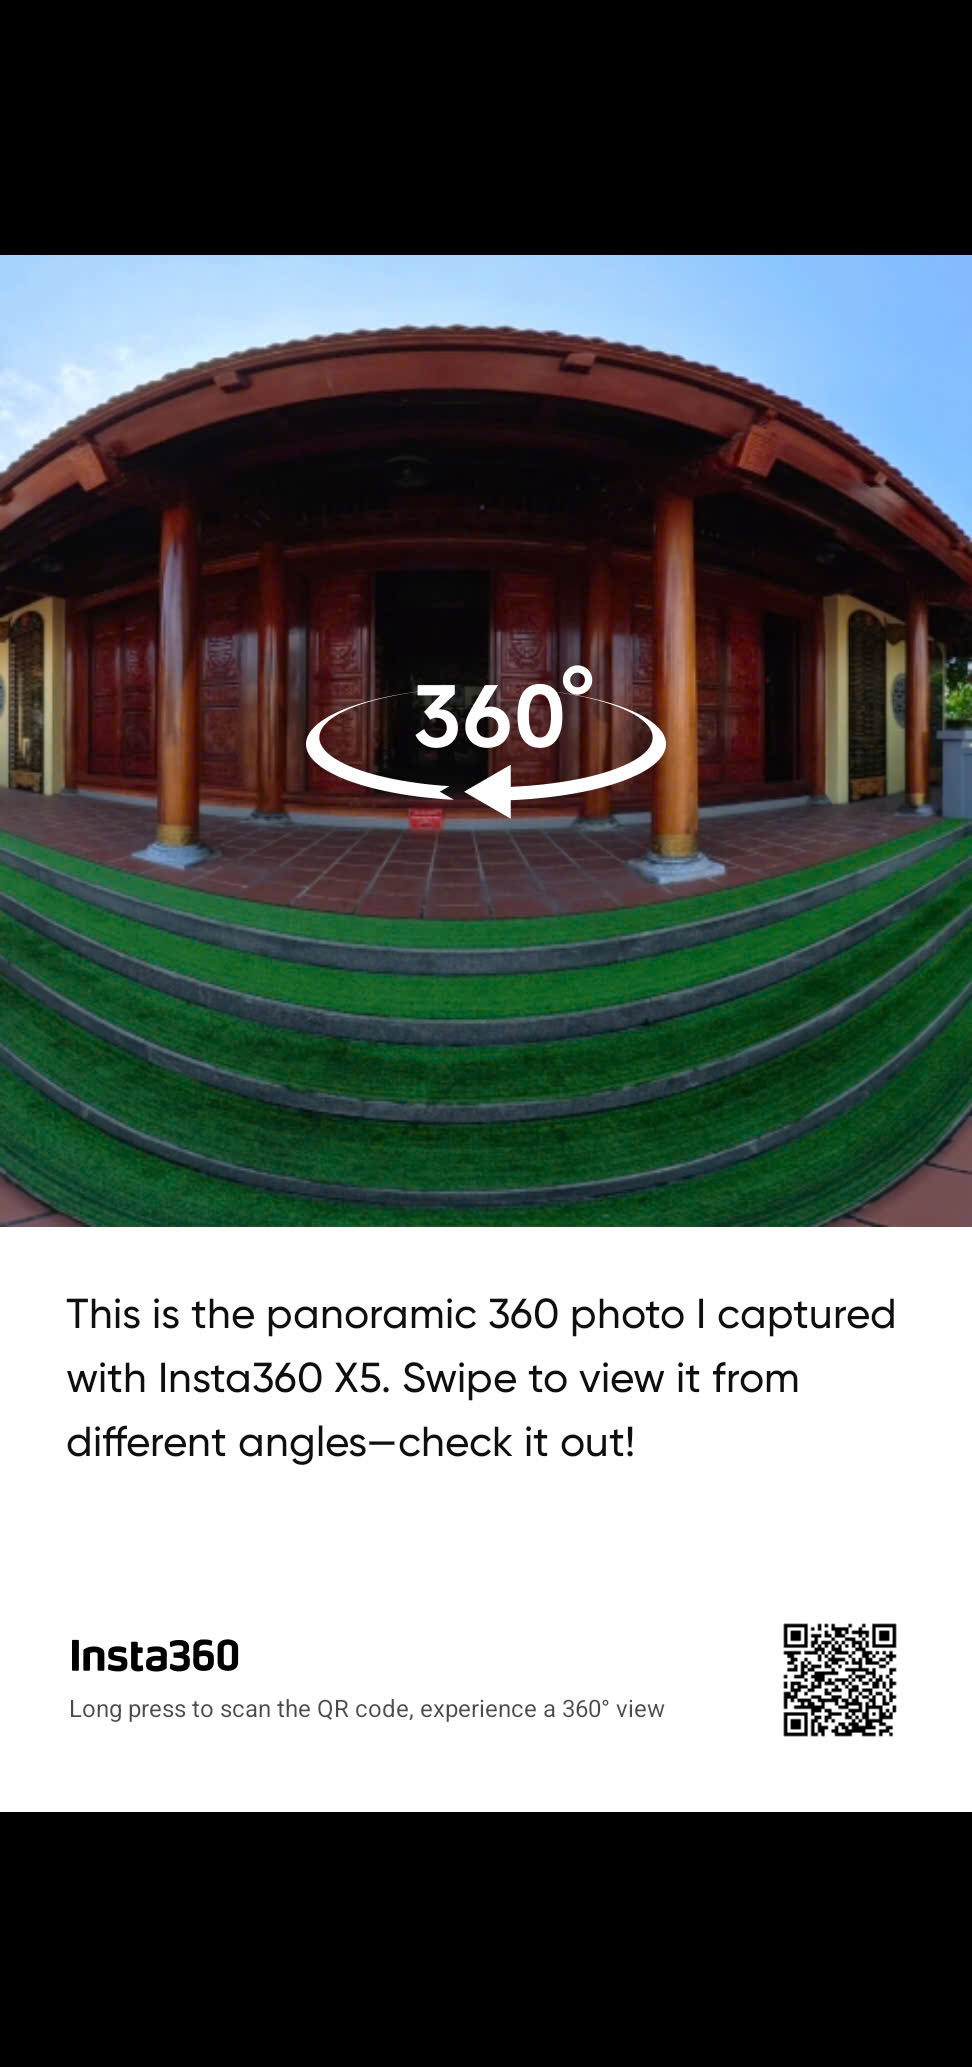 360°
This is the panoramic 360 photo I captured
with Insta360 X5. Swipe to view it from
different angles—check it out!
Insta360
Long press to scan the QR code, experience a 360° view